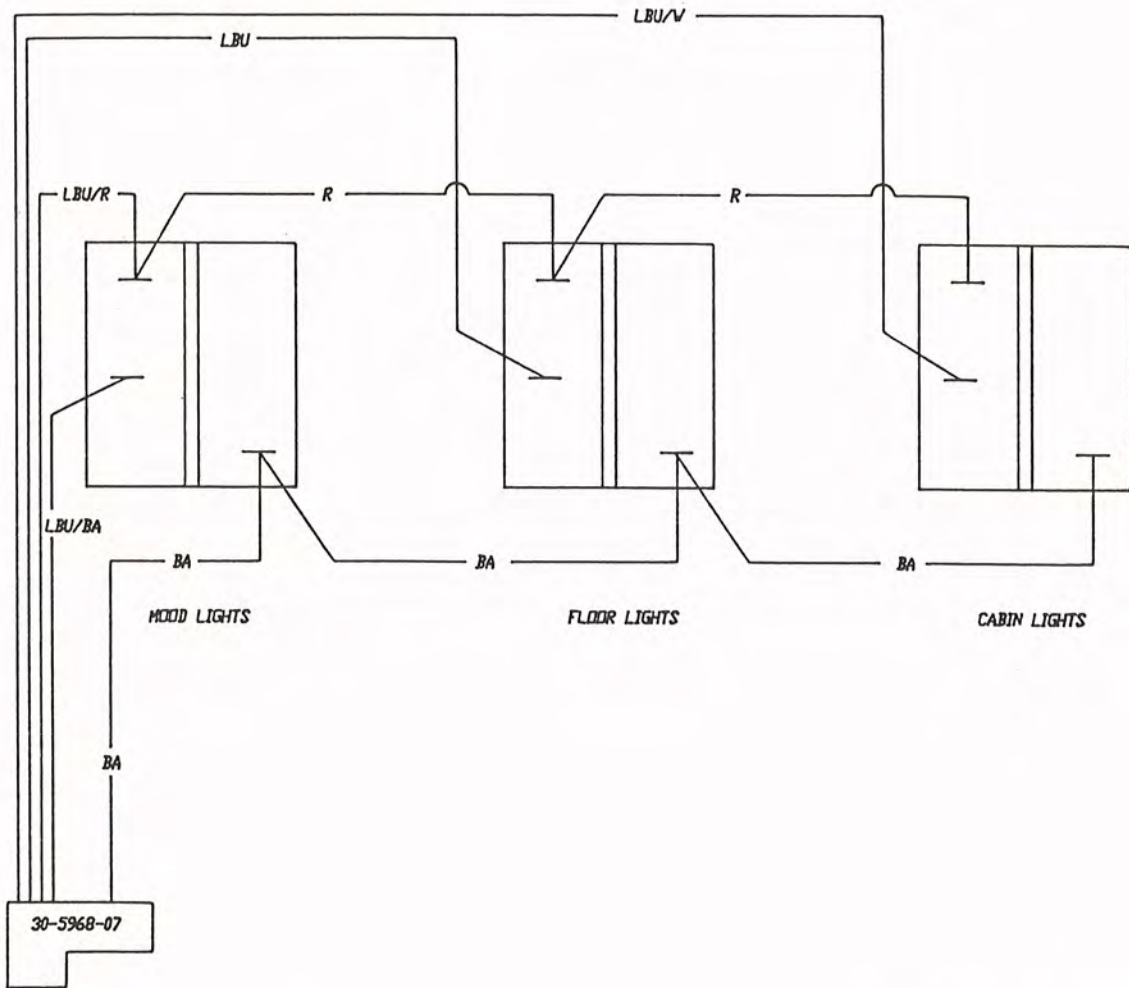 LBU/W
LBU
LBU/R
R
R
LBU/BA
BA
BA
BA
MOOD LIGHTS
FLOOR LIGHTS
CABIN LIGHTS
BA
30-5968-07